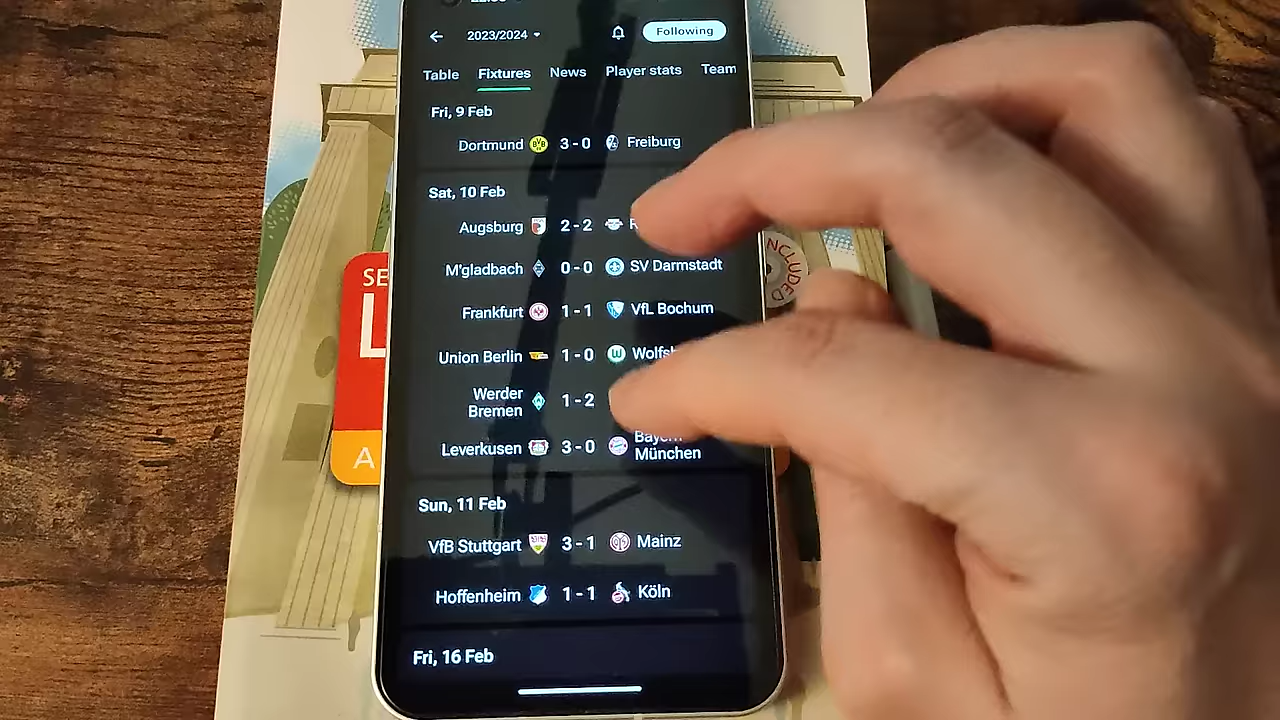 2023/2024
Following
Table Fixtures News Player stats Team
Fri, 9 Feb
Dortmund 3 - 0 Freiburg
Sat, 10 Feb
Augsburg 2 - 2
M'gladbach 0 - 0 SV Darmstadt
Frankfurt 1 - 1 VfL Bochum
Union Berlin 1 - 0
Werder
Bremen 1 - 2
Leverkusen 3 - 0 Bayern
München
Sun, 11 Feb
VfB Stuttgart 3 - 1 Mainz
Hoffenheim 1 - 1 Köln
Fri, 16 Feb
SE
L
A
NCLUDED